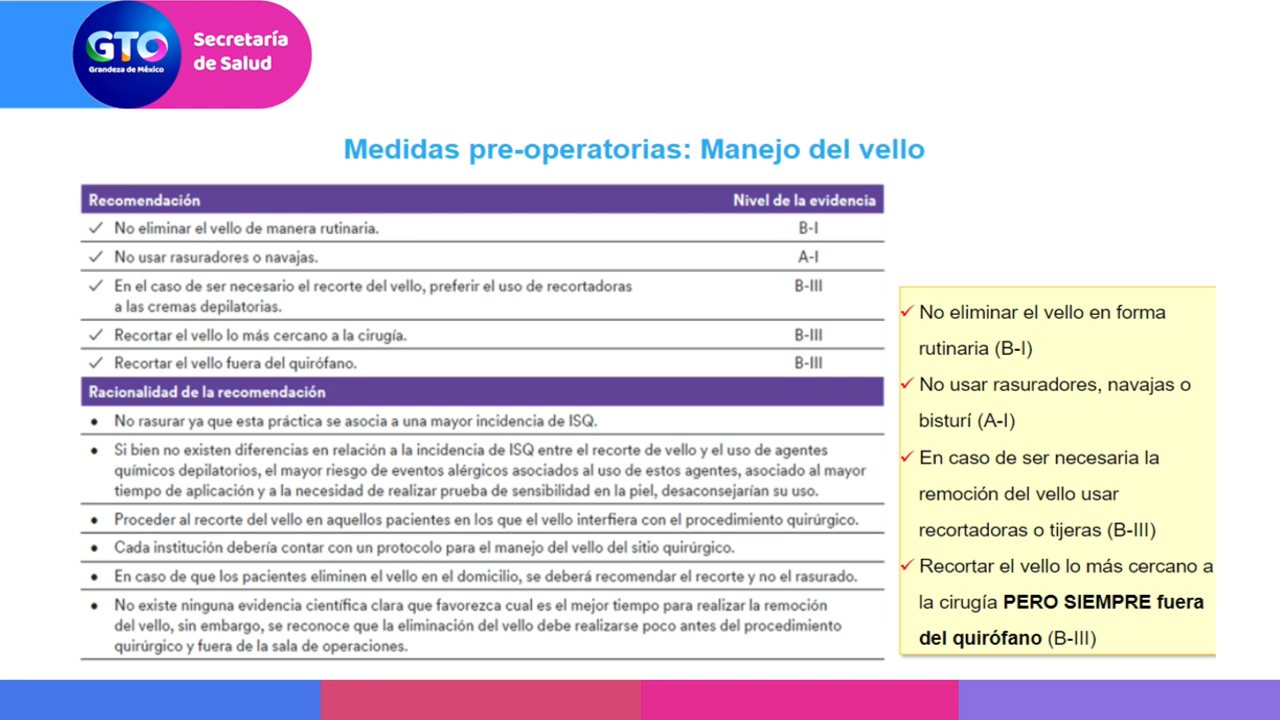 GTO
Grandeza de México
Secretaría
de Salud
Medidas pre-operatorias: Manejo del vello
Recomendación Nivel de la evidencia
✓ No eliminar el vello de manera rutinaria. B-I
✓ No usar rasuradores o navajas. A-I
✓ En el caso de ser necesario el recorte del vello, preferir el uso de recortadoras B-III
a las cremas depilatorias.
✓ Recortar el vello lo más cercano a la cirugía. B-III
✓ Recortar el vello fuera del quirófano. B-III
Racionalidad de la recomendación
• No rasurar ya que esta práctica se asocia a una mayor incidencia de ISQ.
• Si bien no existen diferencias en relación a la incidencia de ISQ entre el recorte de vello y el uso de agentes
químicos depilatorios, el mayor riesgo de eventos alérgicos asociados al uso de estos agentes, asociado al mayor
tiempo de aplicación y a la necesidad de realizar prueba de sensibilidad en la piel, desaconsejarían su uso.
• Proceder al recorte del vello en aquellos pacientes en los que el vello interfiera con el procedimiento quirúrgico.
• Cada institución debería contar con un protocolo para el manejo del vello del sitio quirúrgico.
• En caso de que los pacientes eliminen el vello en el domicilio, se deberá recomendar el recorte y no el rasurado.
• No existe ninguna evidencia científica clara que favorezca cual es el mejor tiempo para realizar la remoción
del vello, sin embargo, se reconoce que la eliminación del vello debe realizarse poco antes del procedimiento
quirúrgico y fuera de la sala de operaciones.
✓ No eliminar el vello en forma
rutinaria (B-I)
✓ No usar rasuradores, navajas o
bisturí (A-I)
✓ En caso de ser necesaria la
remoción del vello usar
recortadoras o tijeras (B-III)
✓ Recortar el vello lo más cercano a
la cirugía PERO SIEMPRE fuera
del quirófano (B-III)